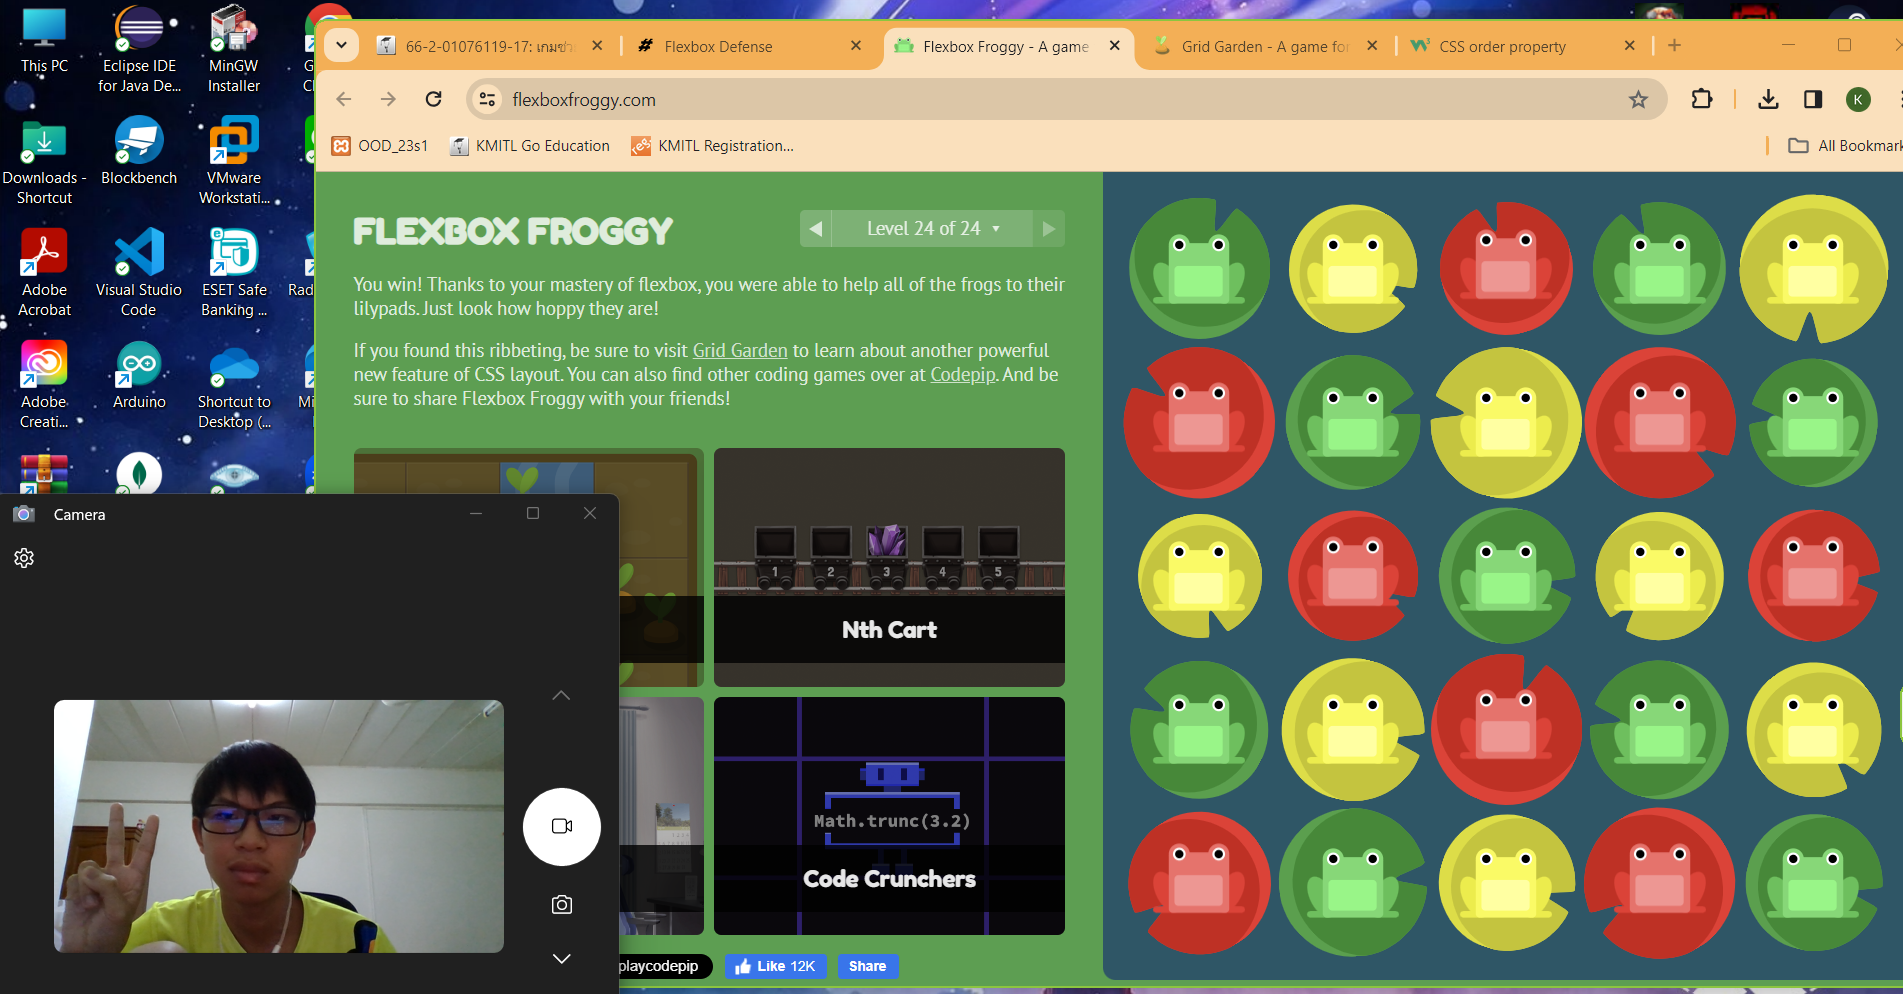 This PC
Eclipse IDE
for Java De...
MinGW
Installer
Downloads -
Shortcut
Blockbench
VMware
Workstati...
Adobe
Acrobat
Visual Studio
Code
ESET Safe
Banking ...
Adobe
Creati...
Arduino
Shortcut to
Desktop (...
66-2-01076119-17: เกมช่ว
Flexbox Defense
Flexbox Froggy - A game
Grid Garden - A game for
CSS order property
flexboxfroggy.com
K
OOD_23s1
KMITL Go Education
KMITL Registration...
All Bookmark
FLEXBOX FROGGY
Level 24 of 24
You win! Thanks to your mastery of flexbox, you were able to help all of the frogs to their
lilypads. Just look how hoppy they are!
If you found this ribbeting, be sure to visit Grid Garden to learn about another powerful
new feature of CSS layout. You can also find other coding games over at Codepip. And be
sure to share Flexbox Froggy with your friends!
1 2 3 4 5
Nth Cart
Math.trunc(3.2)
Code Crunchers
playcodepip
Like 12K
Share
Camera